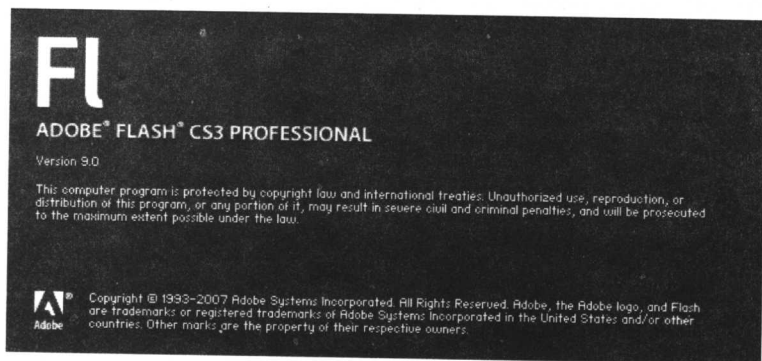 Fl
ADOBE® FLASH® CS3 PROFESSIONAL
Version 9.0
This computer program is protected by copyright law and international treaties. Unauthorized use, reproduction, or
distribution of this program, or any portion of it, may result in severe civil and criminal penalties, and will be prosecuted
to the maximum extent possible under the law.
Copyright © 1993-2007 Adobe Systems Incorporated. All Rights Reserved. Adobe, the Adobe logo, and Flash
are trademarks or registered trademarks of Adobe Systems Incorporated in the United States and/or other
countries. Other marks are the property of their respective owners.
®
Adobe